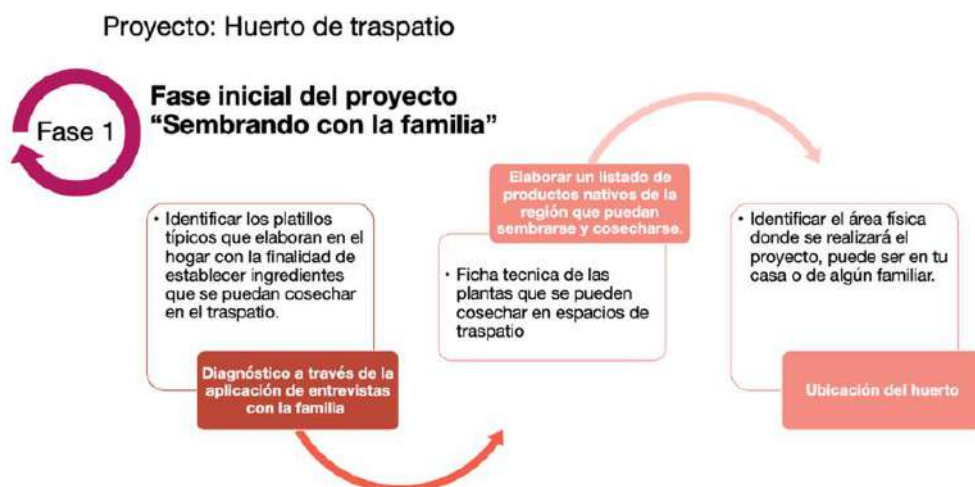 Proyecto: Huerto de traspatio
Fase 1
Fase inicial del proyecto
“Sembrando con la familia”
• Identificar los platillos
típicos que elaboran en el
hogar con la finalidad de
establecer ingredientes
que se puedan cosechar
en el traspatio.
Diagnóstico a través de la
aplicación de entrevistas
con la familia
Elaborar un listado de
productos nativos de la
región que puedan
sembrarse y cosecharse.
• Ficha tecnica de las
plantas que se pueden
cosechar en espacios de
traspatio
• Identificar el área física
donde se realizará el
proyecto, puede ser en tu
casa o de algún familiar.
Ubicación del huerto